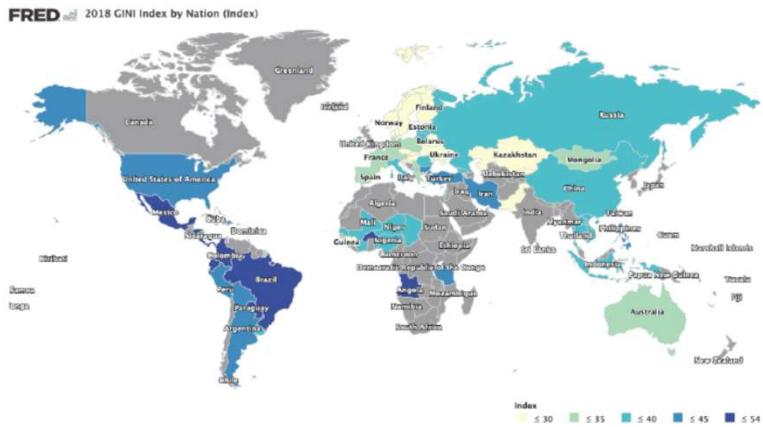 FRED 2018 GINI Index by Nation (Index)
Greenland
Iceland
Canada
Finland
Norway
Estonia
Russia
United Kingdom
Belarus
Ukraine
Kazakhstan
Mongolia
France
Spain
Italy
Turkey
Uzbekistan
China
Japan
United States of America
Iraq
Iran
Algeria
Saudi Arabia
India
Myanmar
Taiwan
Mexico
Cuba
Dominica
Nicaragua
Mali
Niger
Sudan
Thailand
Philippines
Guam
Marshall Islands
Guinea
Nigeria
Ethiopia
Sri Lanka
Colombia
Cameroon
Kiribati
Democratic Republic of the Congo
Indonesia
Papua New Guinea
Tuvalu
Brazil
Peru
Angola
Mozambique
Samoa
Fiji
onga
Paraguay
Namibia
Australia
Argentina
South Africa
New Zealand
Chile
Index
≤ 30 ≤ 35 ≤ 40 ≤ 45 ≤ 54